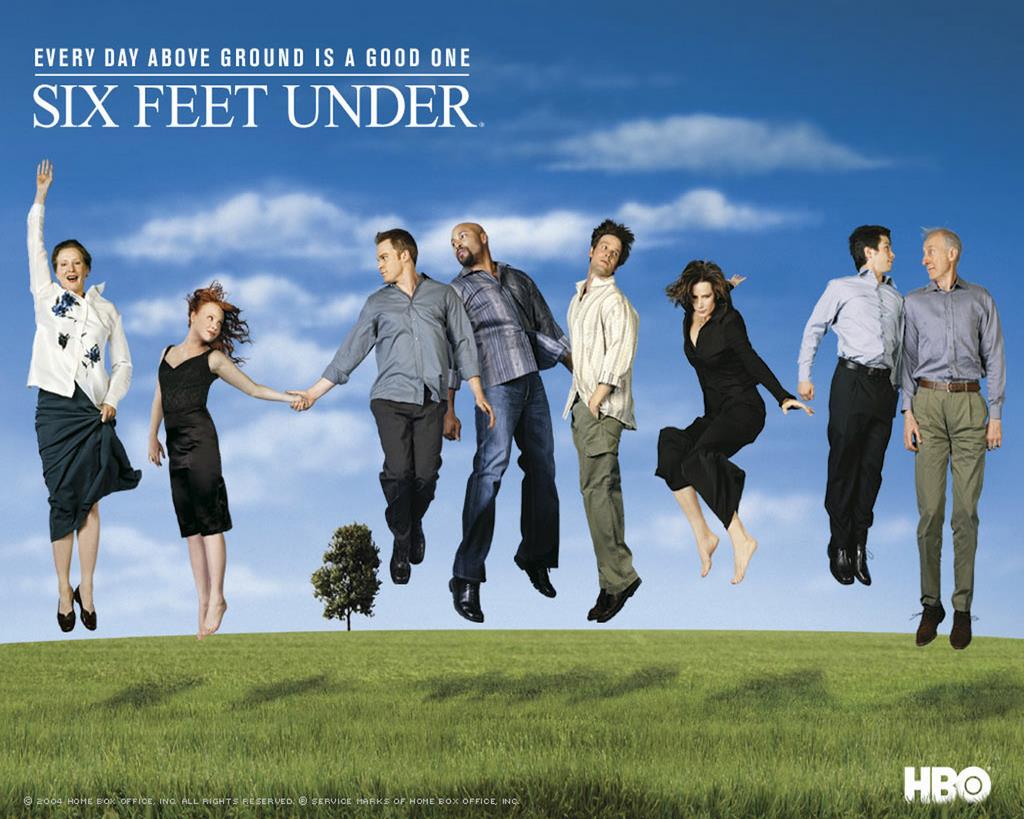 EVERY DAY ABOVE GROUND IS A GOOD ONE
SIX FEET UNDER®
HBO®
© 2004 HOME BOX OFFICE, INC. ALL RIGHTS RESERVED. ® SERVICE MARKS OF HOME BOX OFFICE, INC.